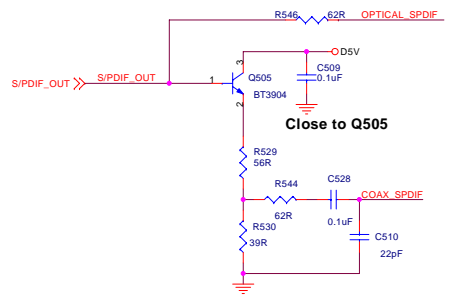 R546
62R
OPTICAL_SPDIF
D5V
3
C509
0.1uF
S/PDIF_OUT
S/PDIF_OUT
1
Q505
BT3904
2
Close to Q505
R529
56R
R544
C528
COAX_SPDIF
62R
0.1uF
R530
39R
C510
22pF